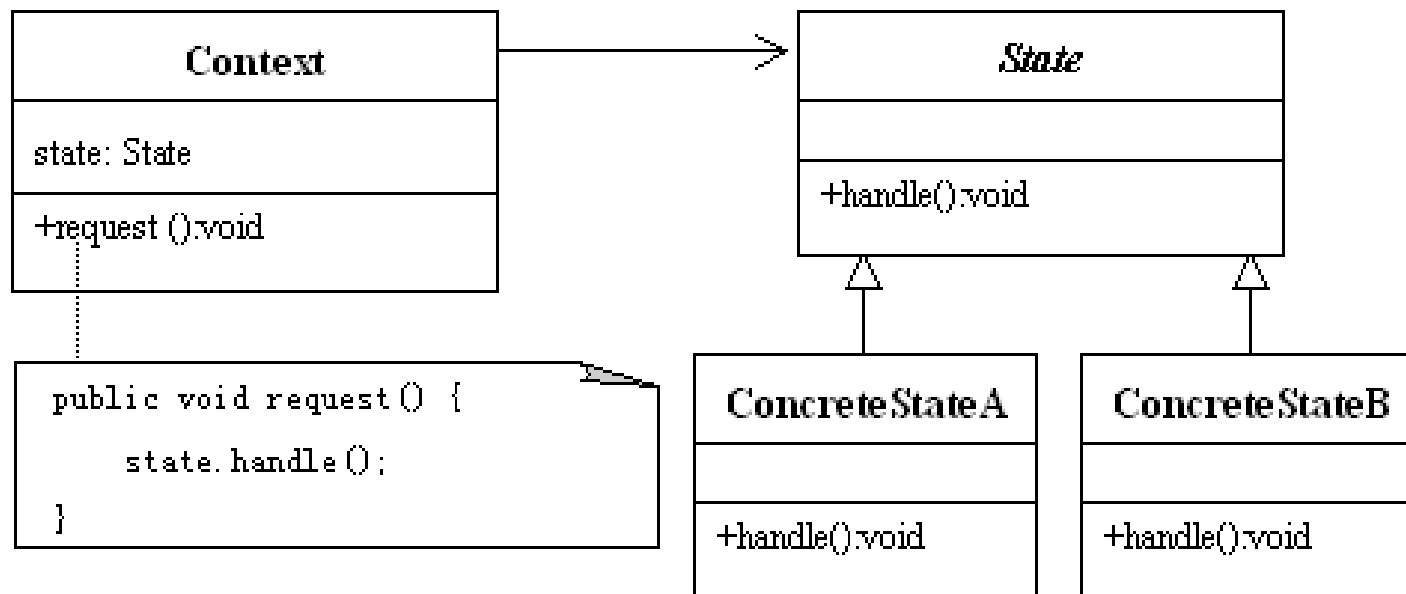 Context
state: State
+request ():void
public void request() {
state.handle();
}
State
+handle():void
ConcreteStateA
+handle():void
ConcreteStateB
+handle():void